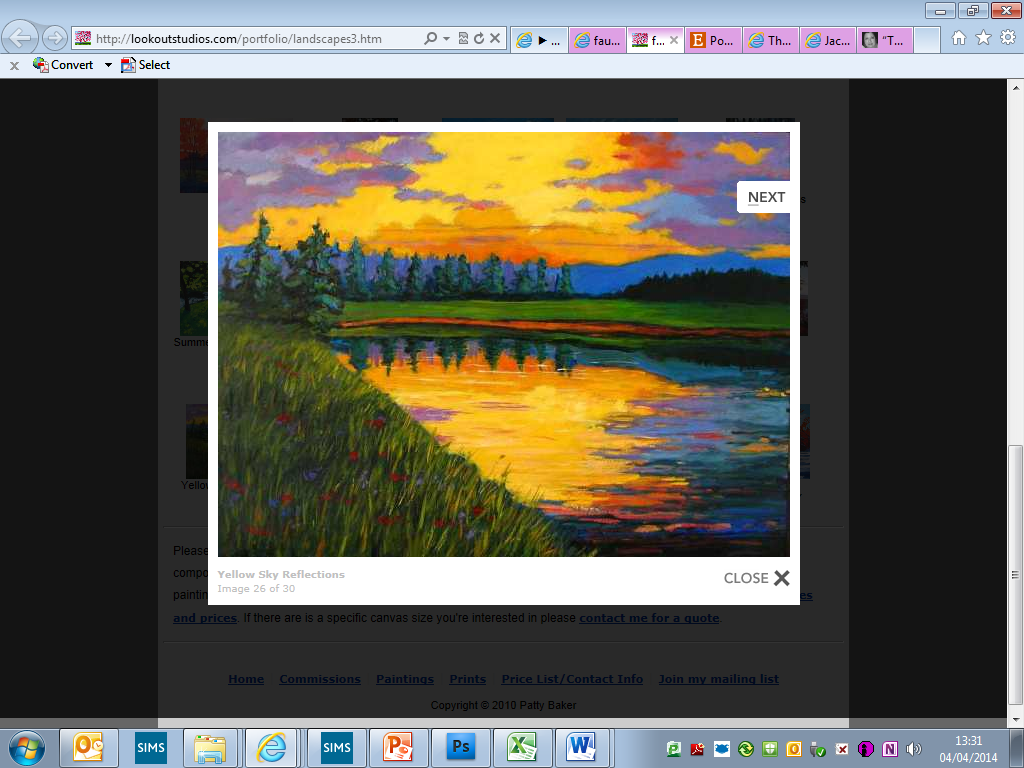 http://lookoutstudios.com/portfolio/landscapes3.htm
...
fau...
f...
Po...
Th...
Jac...
"T...
x Convert Select
NEXT
s
Summe
Yellow
Yellow Sky Reflections
Image 26 of 30
CLOSE
Please
compo
paintin
es
and prices. If there are is a specific canvas size you're interested in please contact me for a quote.
Home Commissions Paintings Prints Price List/Contact Info Join my mailing list
Copyright © 2010 Patty Baker
SIMS
SIMS
Ps
13:31
04/04/2014